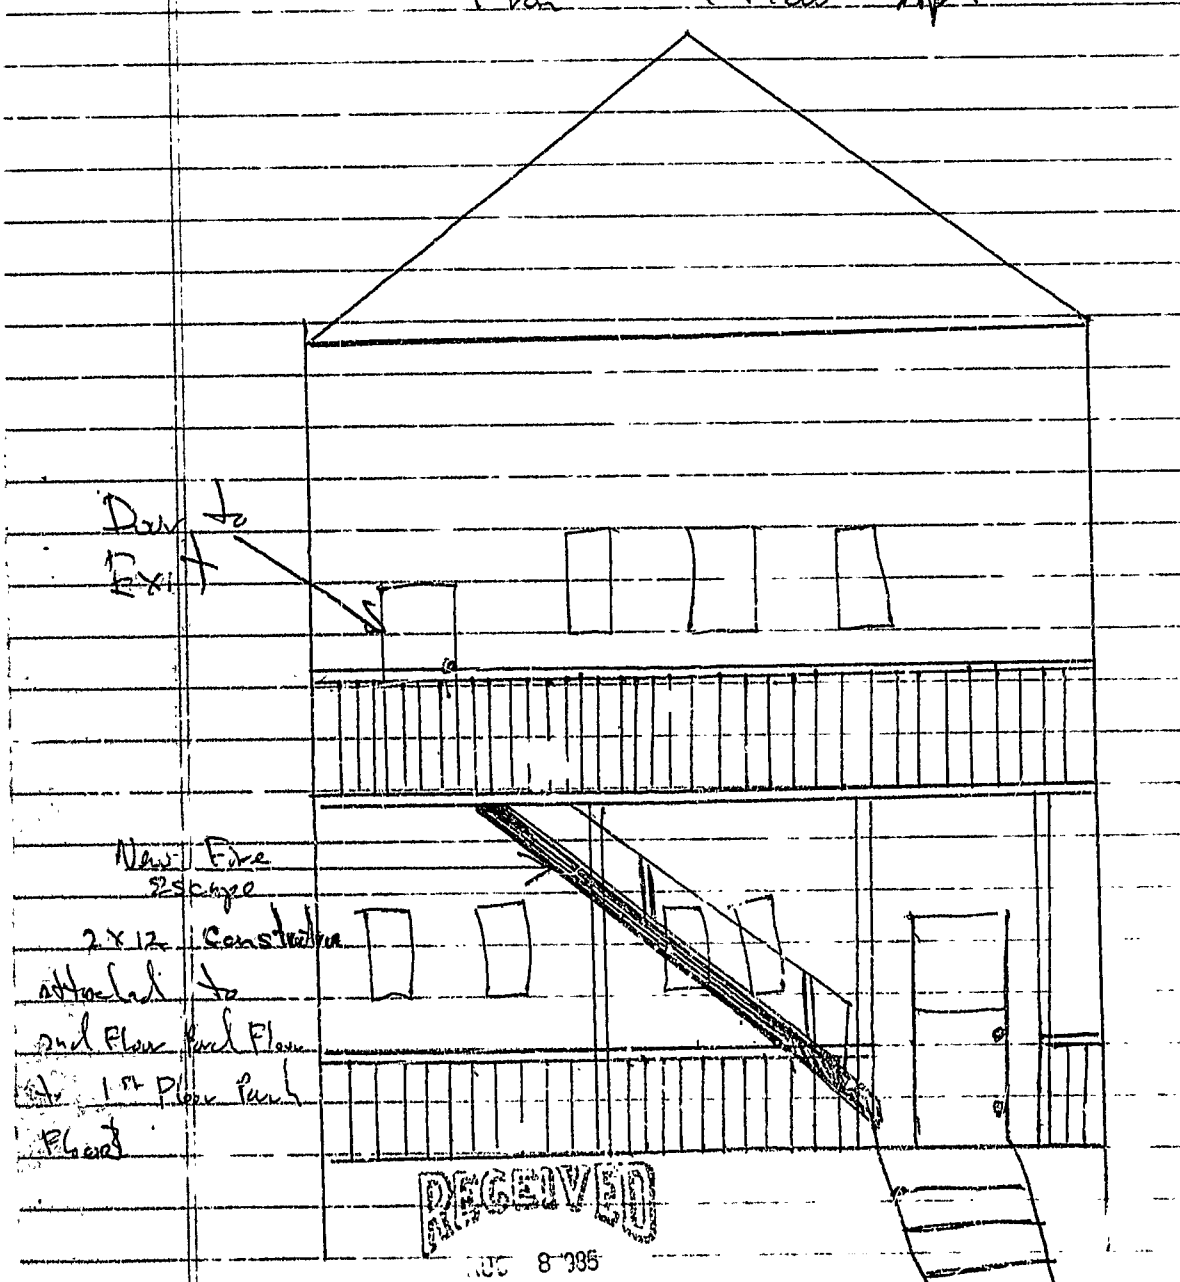 Door to
Exit
New Fire
Escape
2 x 12 Construction
attached to
2nd Floor Porch Floor
to 1st Floor Porch
Floor
RECEIVED
8 1985